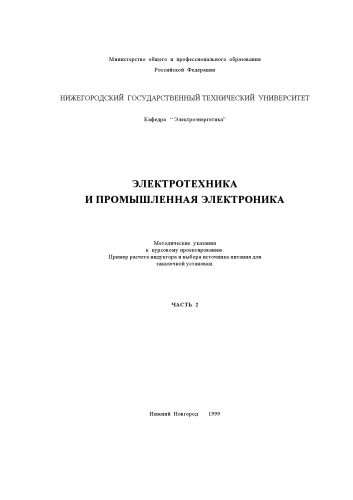 Министерство общего и профессионального образования
Российской Федерации
НИЖЕГОРОДСКИЙ ГОСУДАРСТВЕННЫЙ ТЕХНИЧЕСКИЙ УНИВЕРСИТЕТ
Кафедра “ Электроэнергетика”
ЭЛЕКТРОТЕХНИКА
И ПРОМЫШЛЕННАЯ ЭЛЕКТРОНИКА
Методические указания
к курсовому проектированию.
Пример расчета индуктора и выбора источника питания для
закалочной установки.
ЧАСТЬ 2
Нижний Новгород 1999